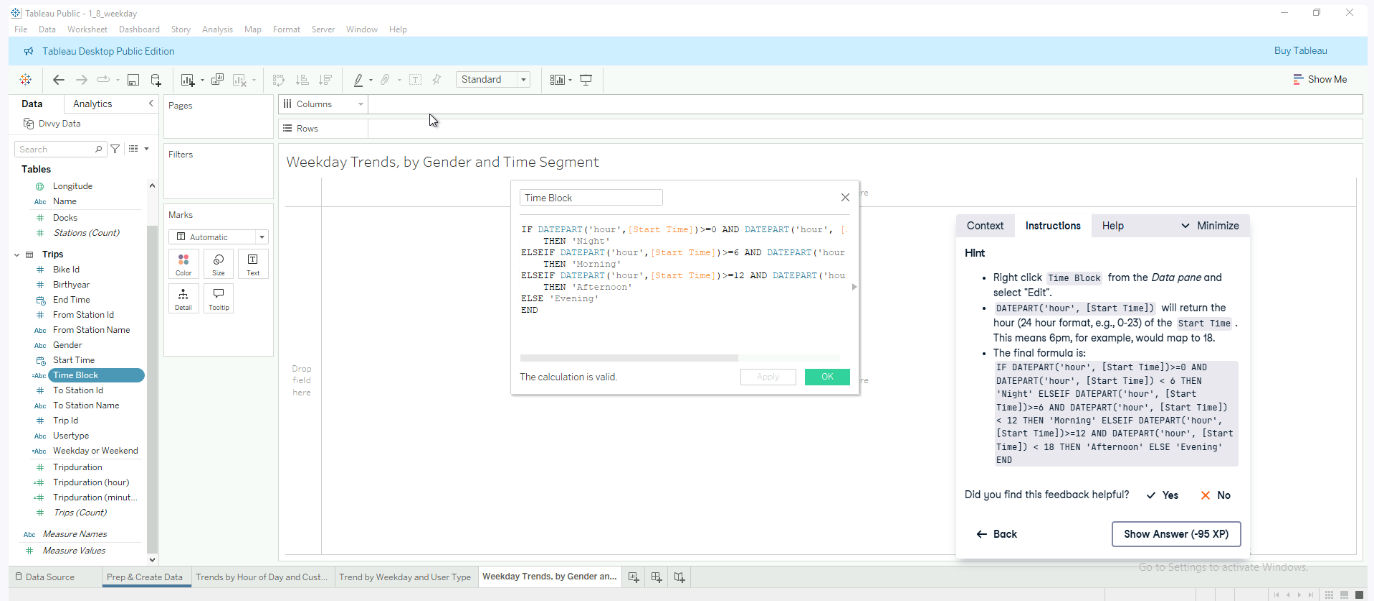 Tableau Public - 1_8_weekday
File Data Worksheet Dashboard Story Analysis Map Format Server Window Help
Tableau Desktop Public Edition
Buy Tableau
Standard
Show Me
Data
Analytics
Divvy Data
Search
Tables
Longitude
Abc Name
Docks
Stations (Count)
Trips
Bike Id
Birthyear
End Time
From Station Id
Abc From Station Name
Abc Gender
Start Time
=Abc Time Block
To Station Id
Abc To Station Name
Trip Id
Abc Usertype
=Abc Weekday or Weekend
Tripduration
=# Tripduration (hour)
=# Tripduration (minut...
Trips (Count)
Abc Measure Names
# Measure Values
Pages
Filters
Marks
Automatic
Color
Size
Text
Detail
Tooltip
Columns
Rows
Weekday Trends, by Gender and Time Segment
Drop
field
here
re
re
Time Block
IF DATEPART('hour',[Start Time])>=0 AND DATEPART('hour', [
THEN 'Night'
ELSEIF DATEPART('hour',[Start Time])>=6 AND DATEPART('hour
THEN 'Morning'
ELSEIF DATEPART('hour',[Start Time])>=12 AND DATEPART('hou
THEN 'Afternoon'
ELSE 'Evening'
END
The calculation is valid.
Apply
OK
Context
Instructions
Help
Minimize
Hint
• Right click Time Block from the Data pane and
select "Edit".
• DATEPART('hour', [Start Time]) will return the
hour (24 hour format, e.g., 0-23) of the Start Time .
This means 6pm, for example, would map to 18.
• The final formula is:
IF DATEPART('hour', [Start Time])>=0 AND
DATEPART('hour', [Start Time]) < 6 THEN
'Night' ELSEIF DATEPART('hour', [Start
Time])>=6 AND DATEPART('hour', [Start Time])
< 12 THEN 'Morning' ELSEIF DATEPART('hour',
[Start Time])>=12 AND DATEPART('hour', [Start
Time]) < 18 THEN 'Afternoon' ELSE 'Evening'
END
Did you find this feedback helpful?
Yes
No
Back
Show Answer (-95 XP)
Go to Settings to activate Windows.
Data Source
Prep & Create Data
Trends by Hour of Day and Cust...
Trend by Weekday and User Type
Weekday Trends, by Gender an...